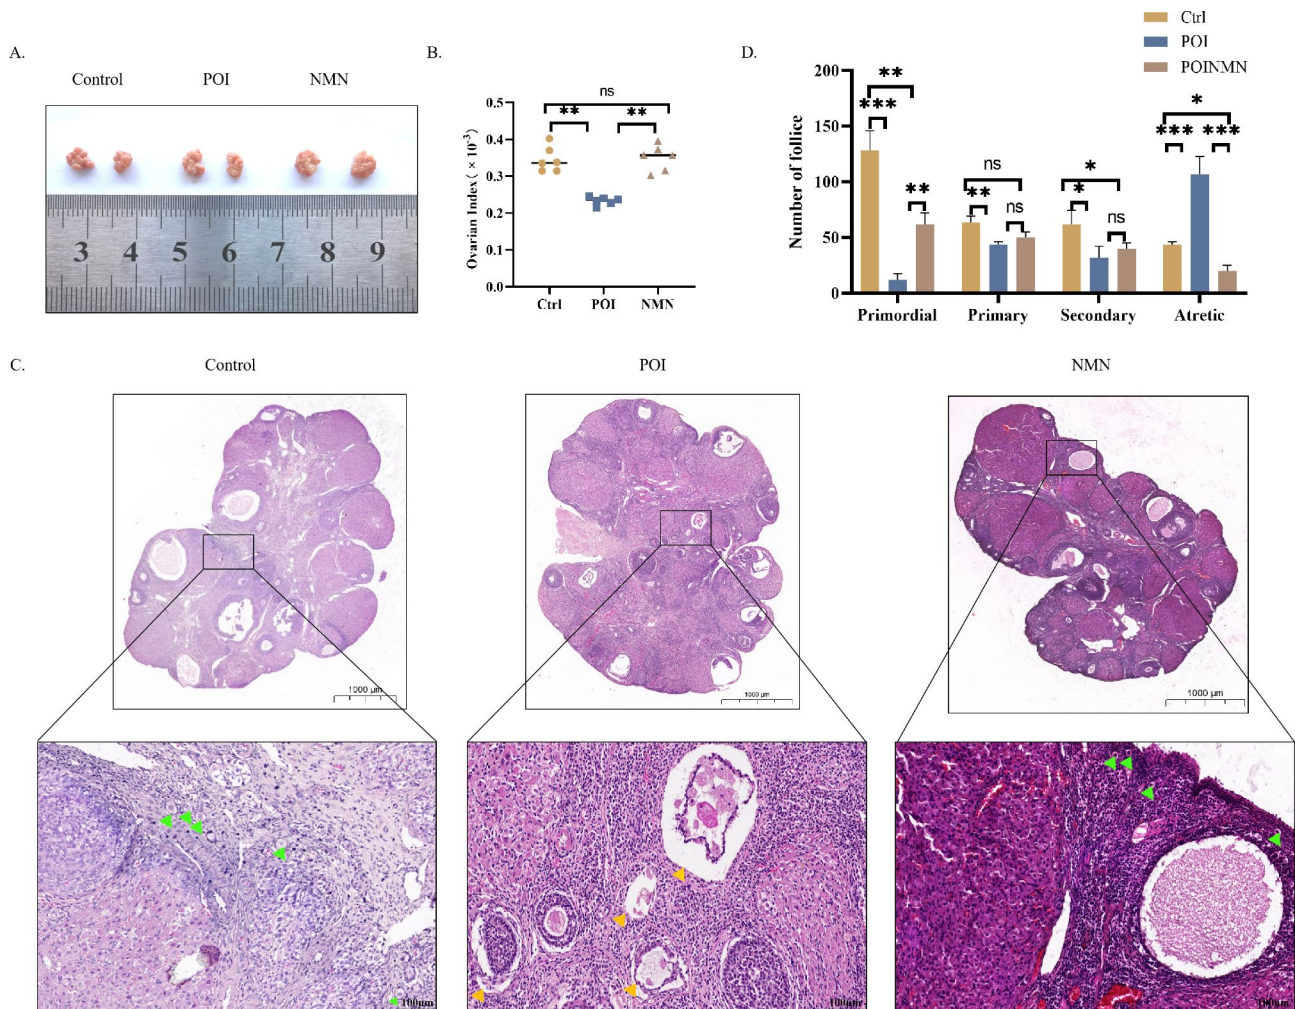 A.
Control POI NMN
3 4 5 6 7 8 9
B.
ns
** **
Ovarian Index( × 10⁻³)
0.5
0.4
0.3
0.2
0.1
0.0
Ctrl POI NMN
D.
Ctrl
POI
POINMN
Number of follice
200
150
100
50
0
**
***
**
ns
**
ns
*
*
ns
*
*** ***
Primordial Primary Secondary Atretic
C.
Control POI NMN
1000 µm
1000 µm
1000 µm
100µm
100µm
100µm